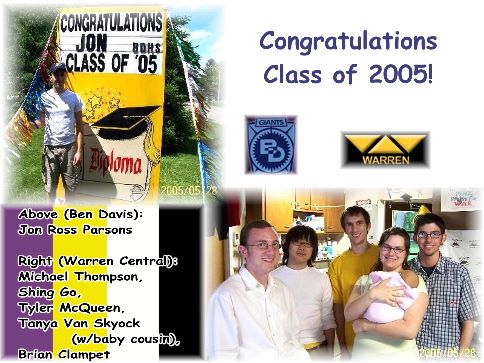 CONGRATULATIONS
JON BDHS
CLASS OF '05
Diploma
2005/05/28
Congratulations
Class of 2005!
GIANTS
BD
WARREN
Above (Ben Davis):
Jon Ross Parsons
Right (Warren Central):
Michael Thompson,
Shing Go,
Tyler McQueen,
Tanya Van Skyock
(w/baby cousin),
Brian Clampet
2005/05/28